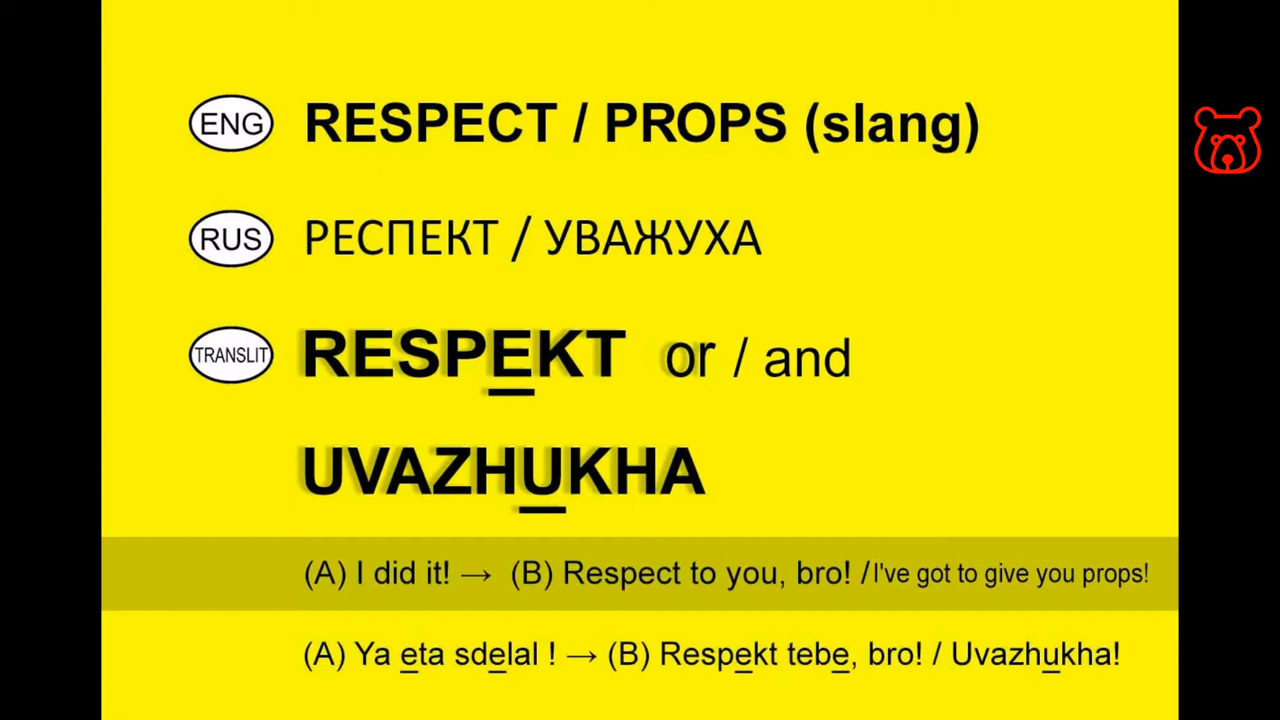 ENG RESPECT / PROPS (slang)
RUS РЕСПЕКТ / УВАЖУХА
TRANSLIT RESPEKT or / and
UVAZHUKHA
(A) I did it! → (B) Respect to you, bro! / I've got to give you props!
(A) Ya eta sdelal ! → (B) Respekt tebe, bro! / Uvazhukha!